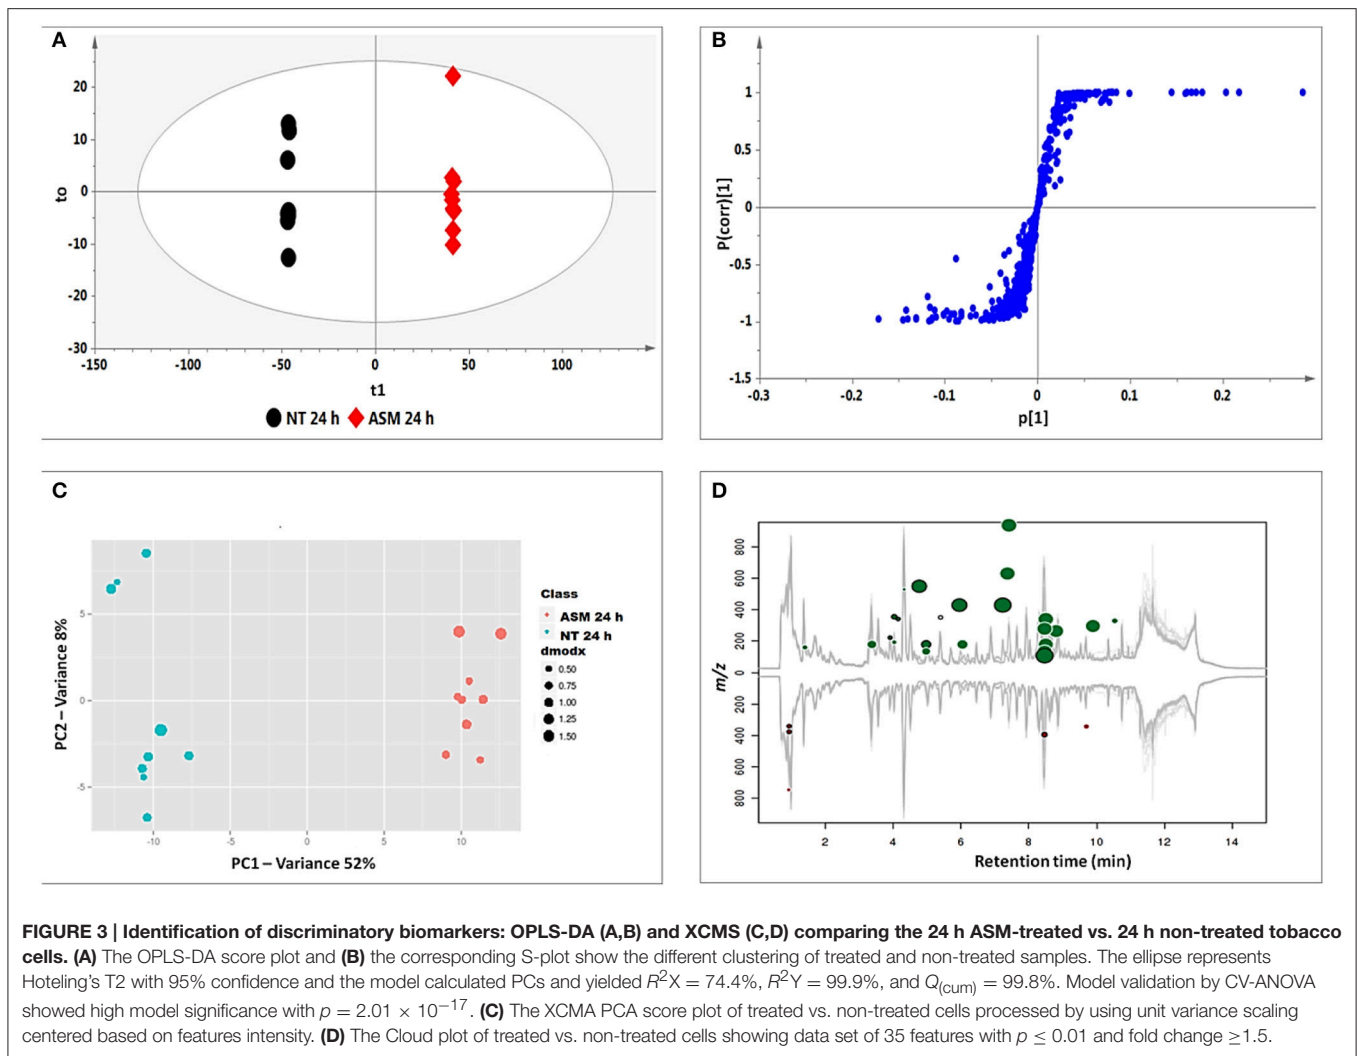 A
20
10
0
-10
-20
-30
to
-150
-100
-50
0
50
100
t1
NT 24 h ASM 24 h
B
1
0.5
0
-0.5
-1
-1.5
P(corr)[1]
-0.3
-0.2
-0.1
0
0.1
0.2
p[1]
C
5
0
-5
PC2 – Variance 8%
-10
-5
0
5
10
PC1 – Variance 52%
Class
ASM 24 h
NT 24 h
dmodx
0.50
0.75
1.00
1.25
1.50
D
800
600
400
200
0
200
400
600
800
m/z
2
4
6
8
10
12
14
Retention time (min)
FIGURE 3 | Identification of discriminatory biomarkers: OPLS-DA (A,B) and XCMS (C,D) comparing the 24 h ASM-treated vs. 24 h non-treated tobacco
cells. (A) The OPLS-DA score plot and (B) the corresponding S-plot show the different clustering of treated and non-treated samples. The ellipse represents
Hoteling's T2 with 95% confidence and the model calculated PCs and yielded R²X = 74.4%, R²Y = 99.9%, and Q(cum) = 99.8%. Model validation by CV-ANOVA
showed high model significance with p = 2.01 × 10⁻¹⁷. (C) The XCMA PCA score plot of treated vs. non-treated cells processed by using unit variance scaling
centered based on features intensity. (D) The Cloud plot of treated vs. non-treated cells showing data set of 35 features with p ≤ 0.01 and fold change ≥1.5.